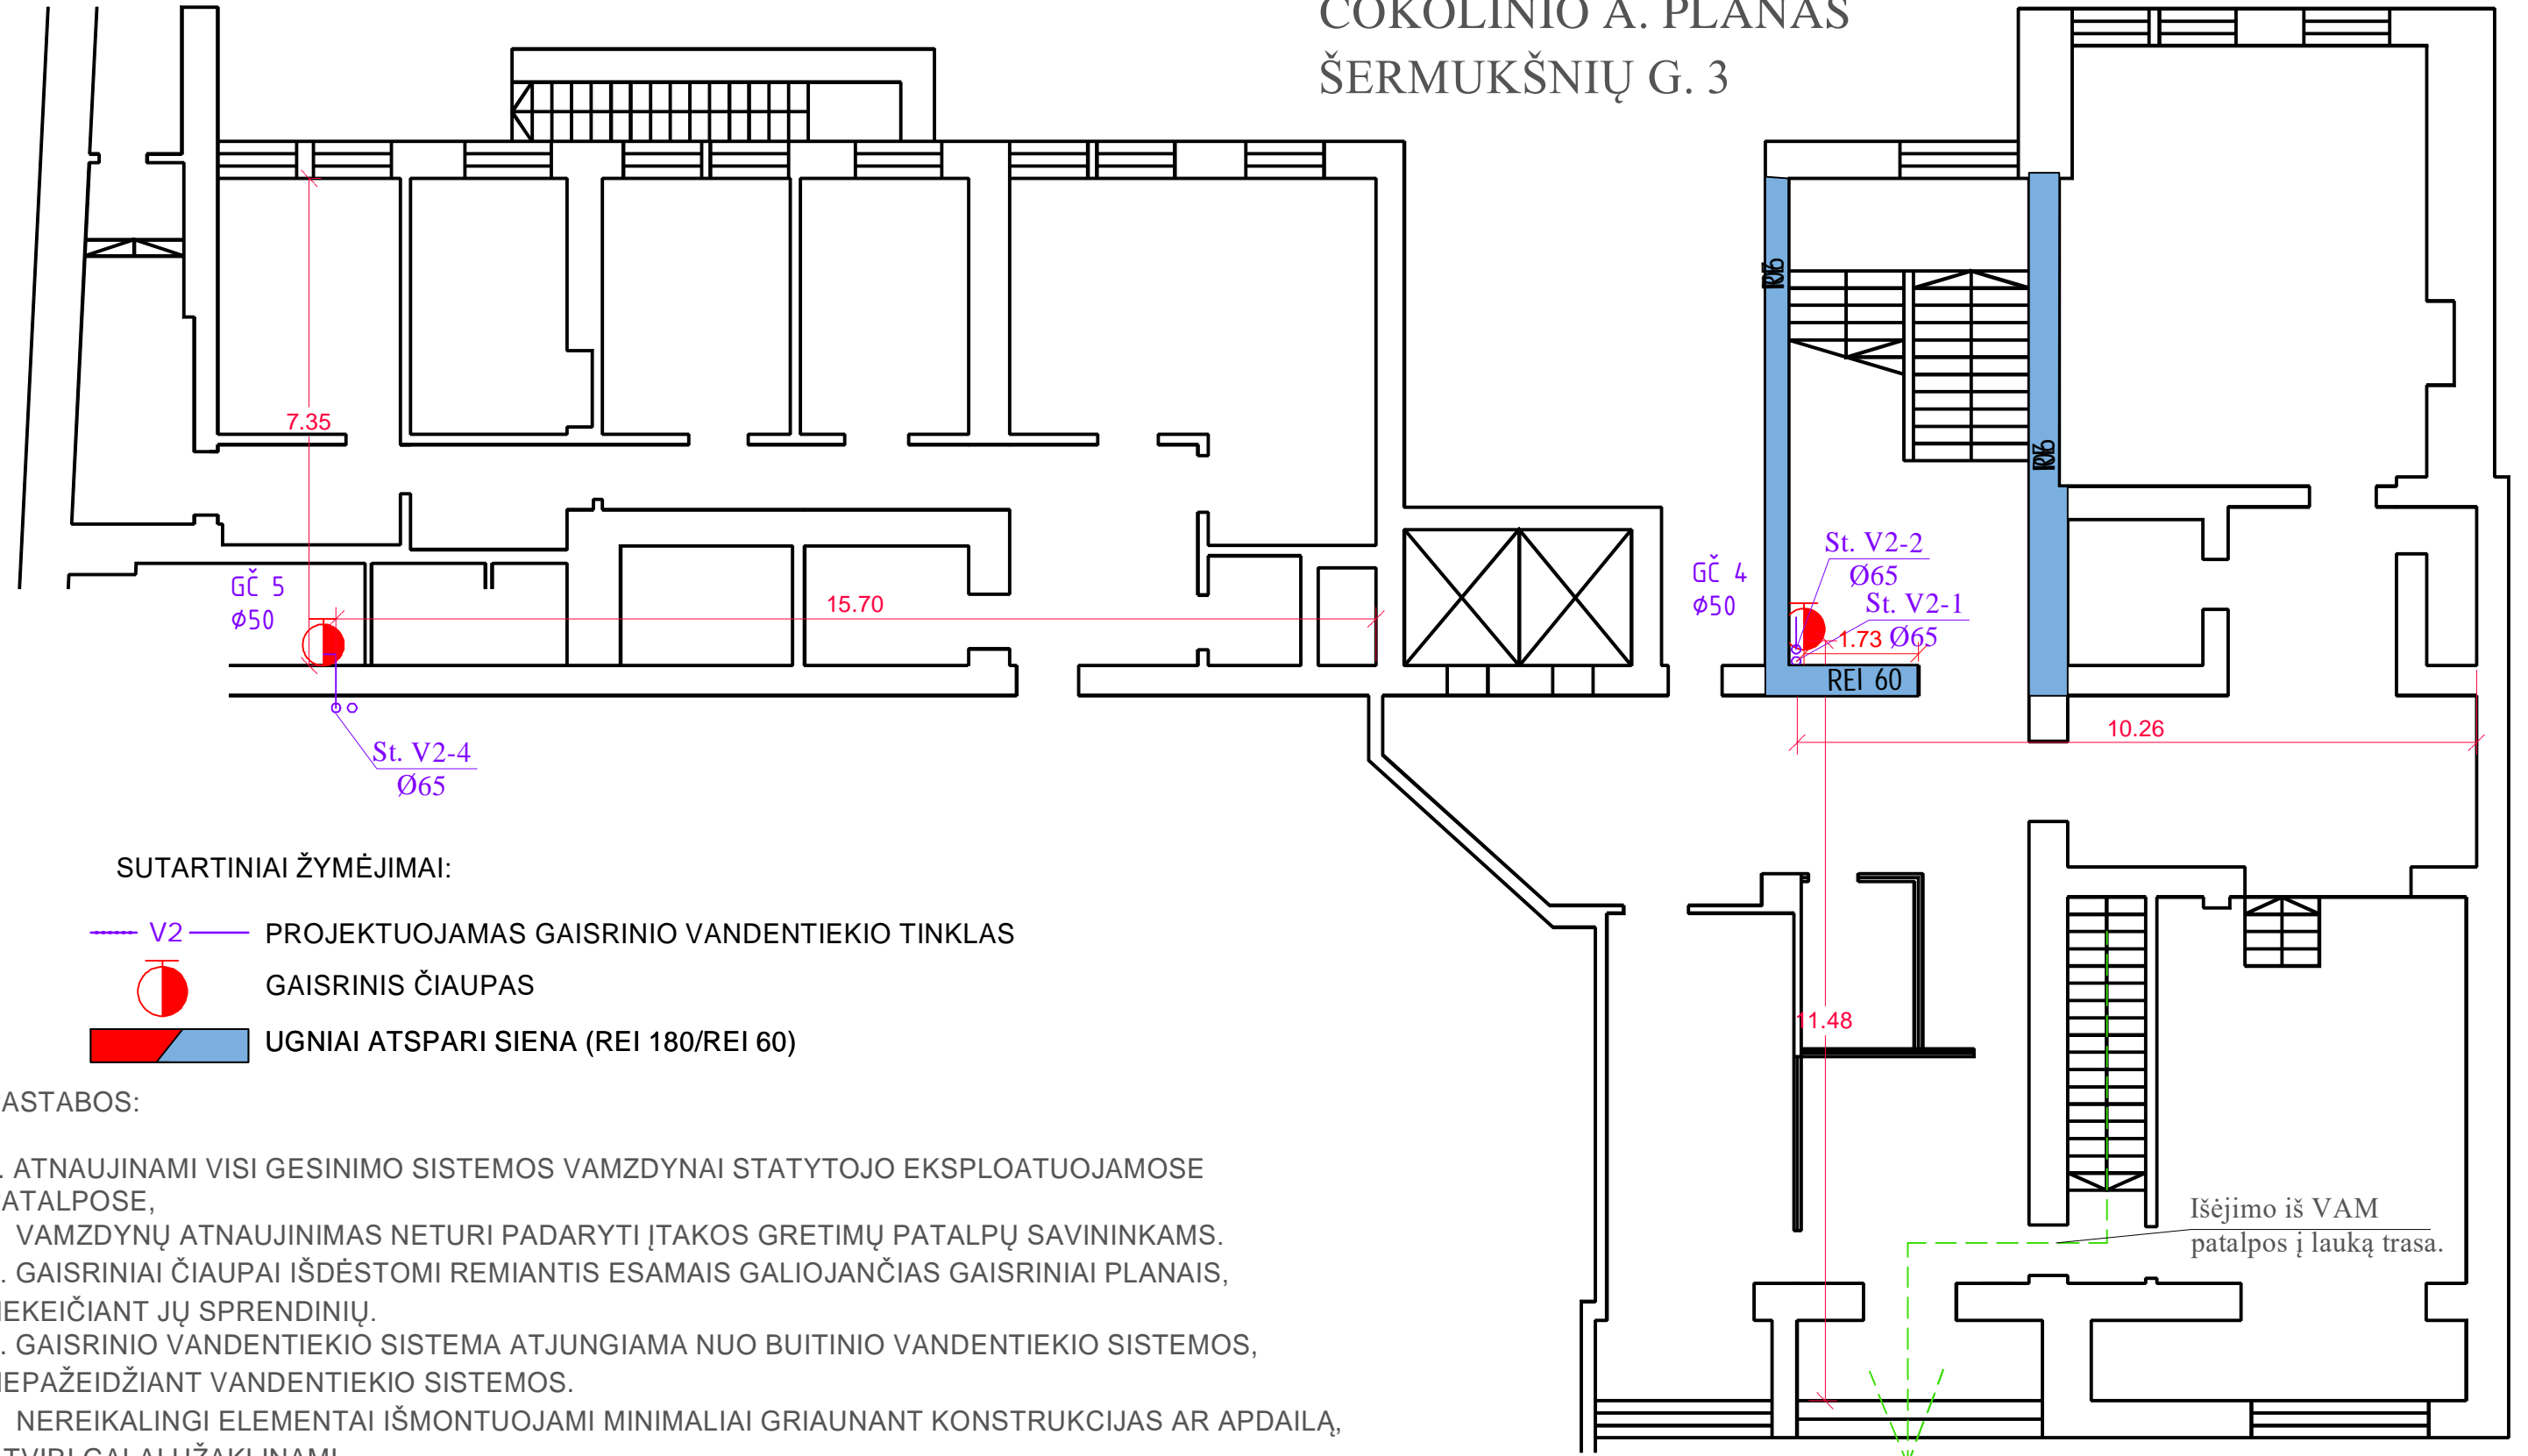 COKOLINIO A. PLANAS
ŠERMUKŠNIŲ G. 3
7.35
GČ 5
Ø50
15.70
St. V2-4
Ø65
GČ 4
Ø50
St. V2-2
Ø65
St. V2-1
Ø65
1.73
REI 60
10.26
11.48
SUTARTINIAI ŽYMĖJIMAI:
V2
PROJEKTUOJAMAS GAISRINIO VANDENTIEKIO TINKLAS
GAISRINIS ČIAUPAS
UGNIAI ATSPARI SIENA (REI 180/REI 60)
ASTABOS:
. ATNAUJINAMI VISI GESINIMO SISTEMOS VAMZDYNAI STATYTOJO EKSPLOATUOJAMOSE
ATALPOSE,
VAMZDYNŲ ATNAUJINIMAS NETURI PADARYTI ĮTAKOS GRETIMŲ PATALPŲ SAVININKAMS.
. GAISRINIAI ČIAUPAI IŠDĖSTOMI REMIANTIS ESAMAIS GALIOJANČIAS GAISRINIAI PLANAIS,
EKEIČIANT JŲ SPRENDINIŲ.
. GAISRINIO VANDENTIEKIO SISTEMA ATJUNGIAMA NUO BUITINIO VANDENTIEKIO SISTEMOS,
EPAŽEIDŽIANT VANDENTIEKIO SISTEMOS.
NEREIKALINGI ELEMENTAI IŠMONTUOJAMI MINIMALIAI GRIAUNANT KONSTRUKCIJAS AR APDAILĄ,
Išėjimo iš VAM
patalpos į lauką trasa.